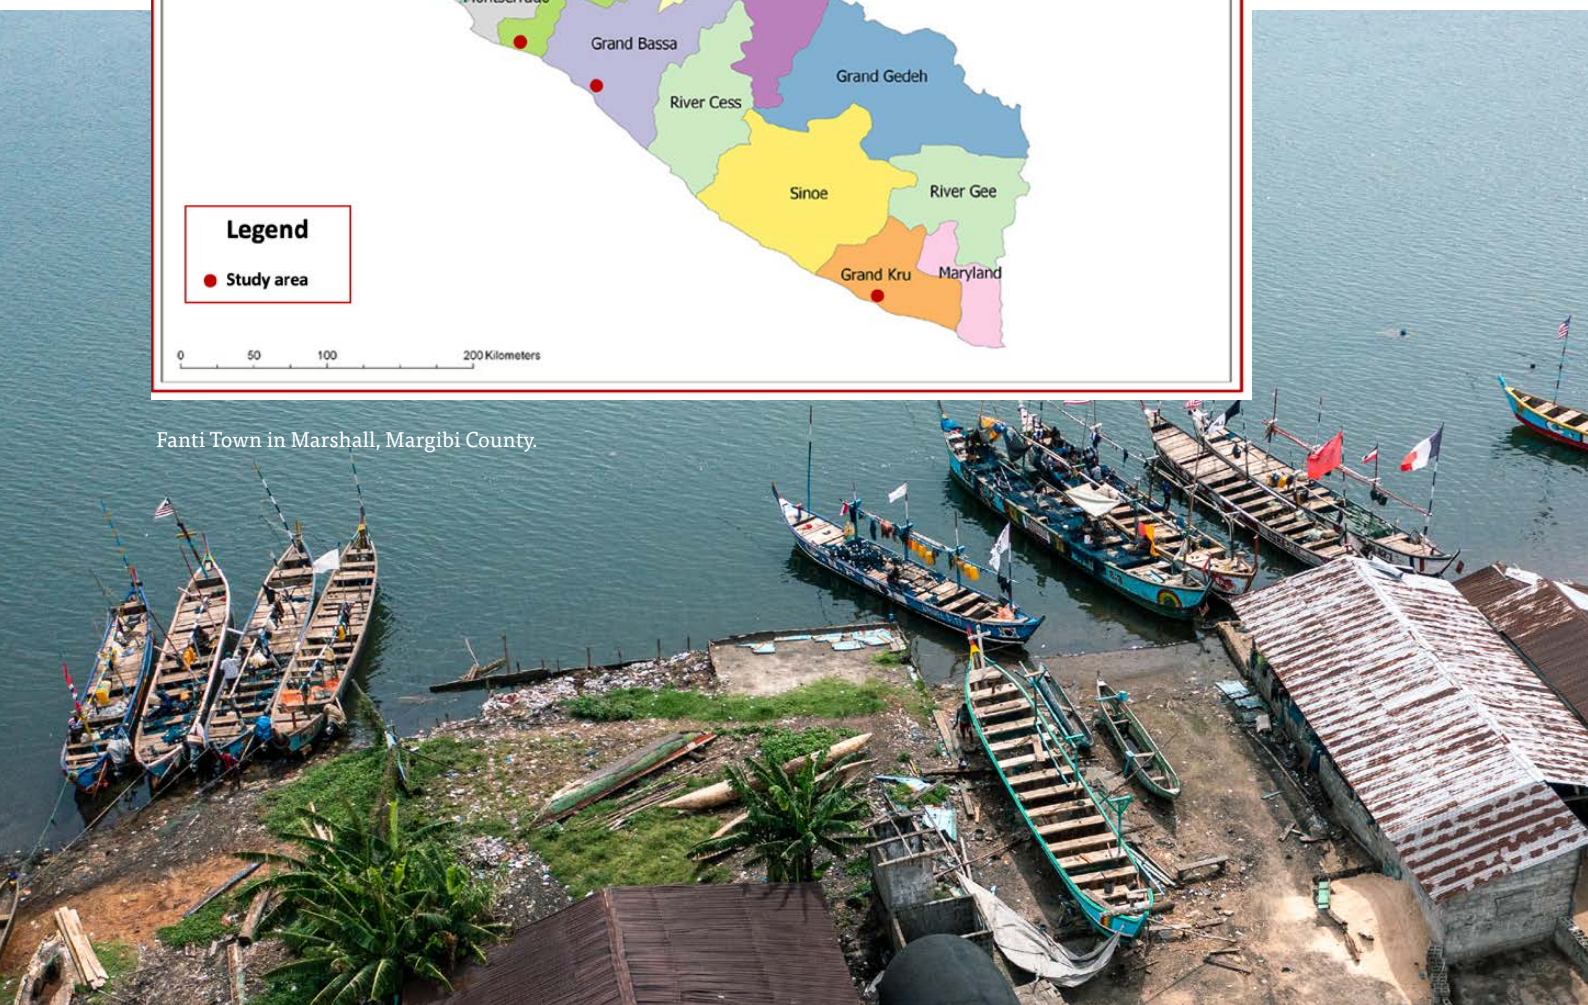 Grand Bassa
Grand Gedeh
River Cess
Sinoe
River Gee
Legend
Study area
Grand Kru
Maryland
0 50 100 200 Kilometers
Fanti Town in Marshall, Margibi County.